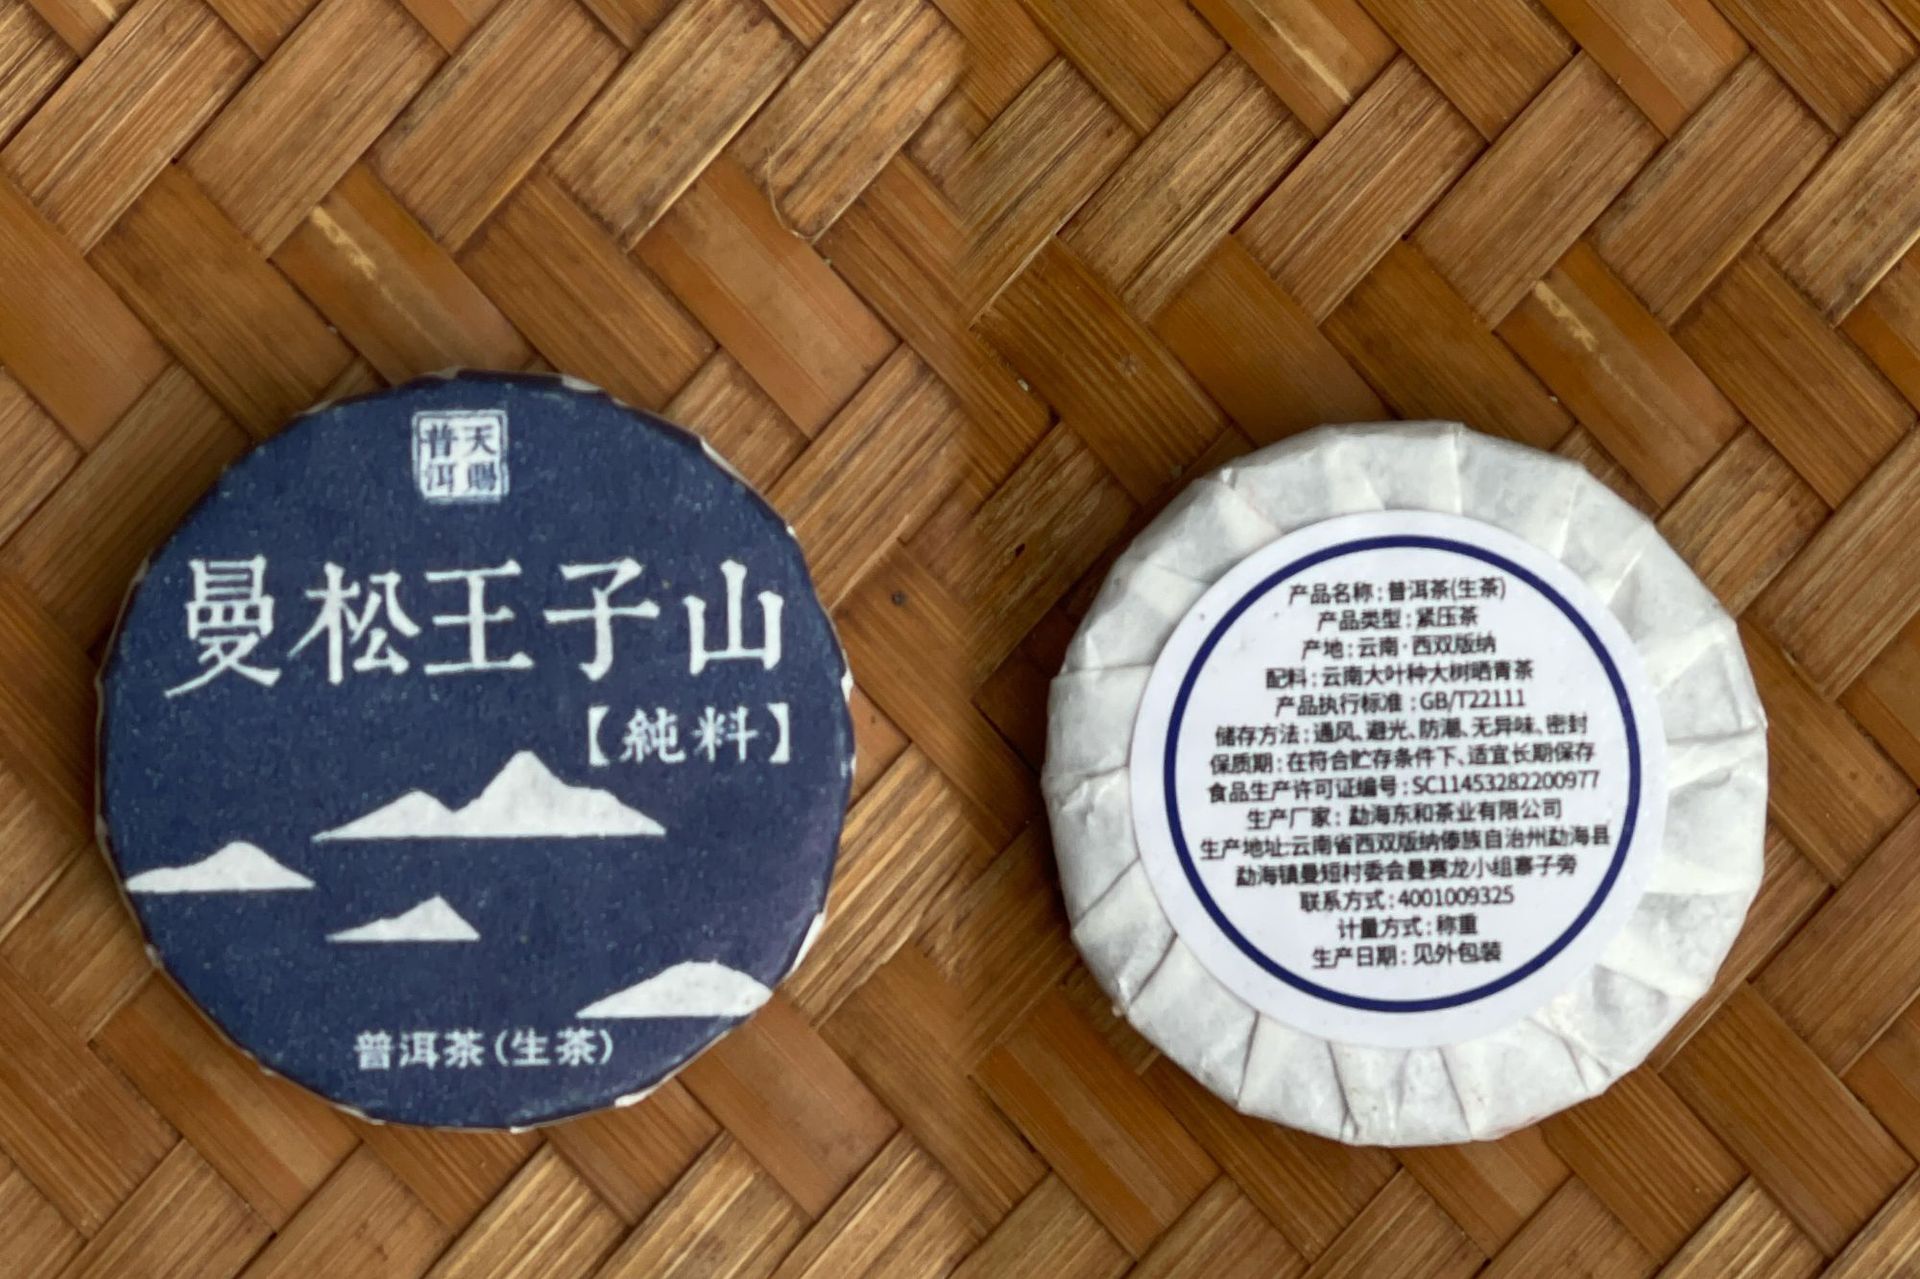 天賜
普洱
曼松王子山
【純料】
普洱茶(生茶)
产品名称:普洱茶(生茶)
产品类型:紧压茶
产地:云南·西双版纳
配料:云南大叶种大树晒青茶
产品执行标准:GB/T22111
储存方法:通风、避光、防潮、无异味、密封
保质期:在符合贮存条件下、适宜长期保存
食品生产许可证编号:SC11453282200977
生产厂家:勐海东和茶业有限公司
生产地址:云南省西双版纳傣族自治州勐海县
勐海镇曼短村委会曼赛龙小组寨子旁
联系方式:4001009325
计量方式:称重
生产日期:见外包装